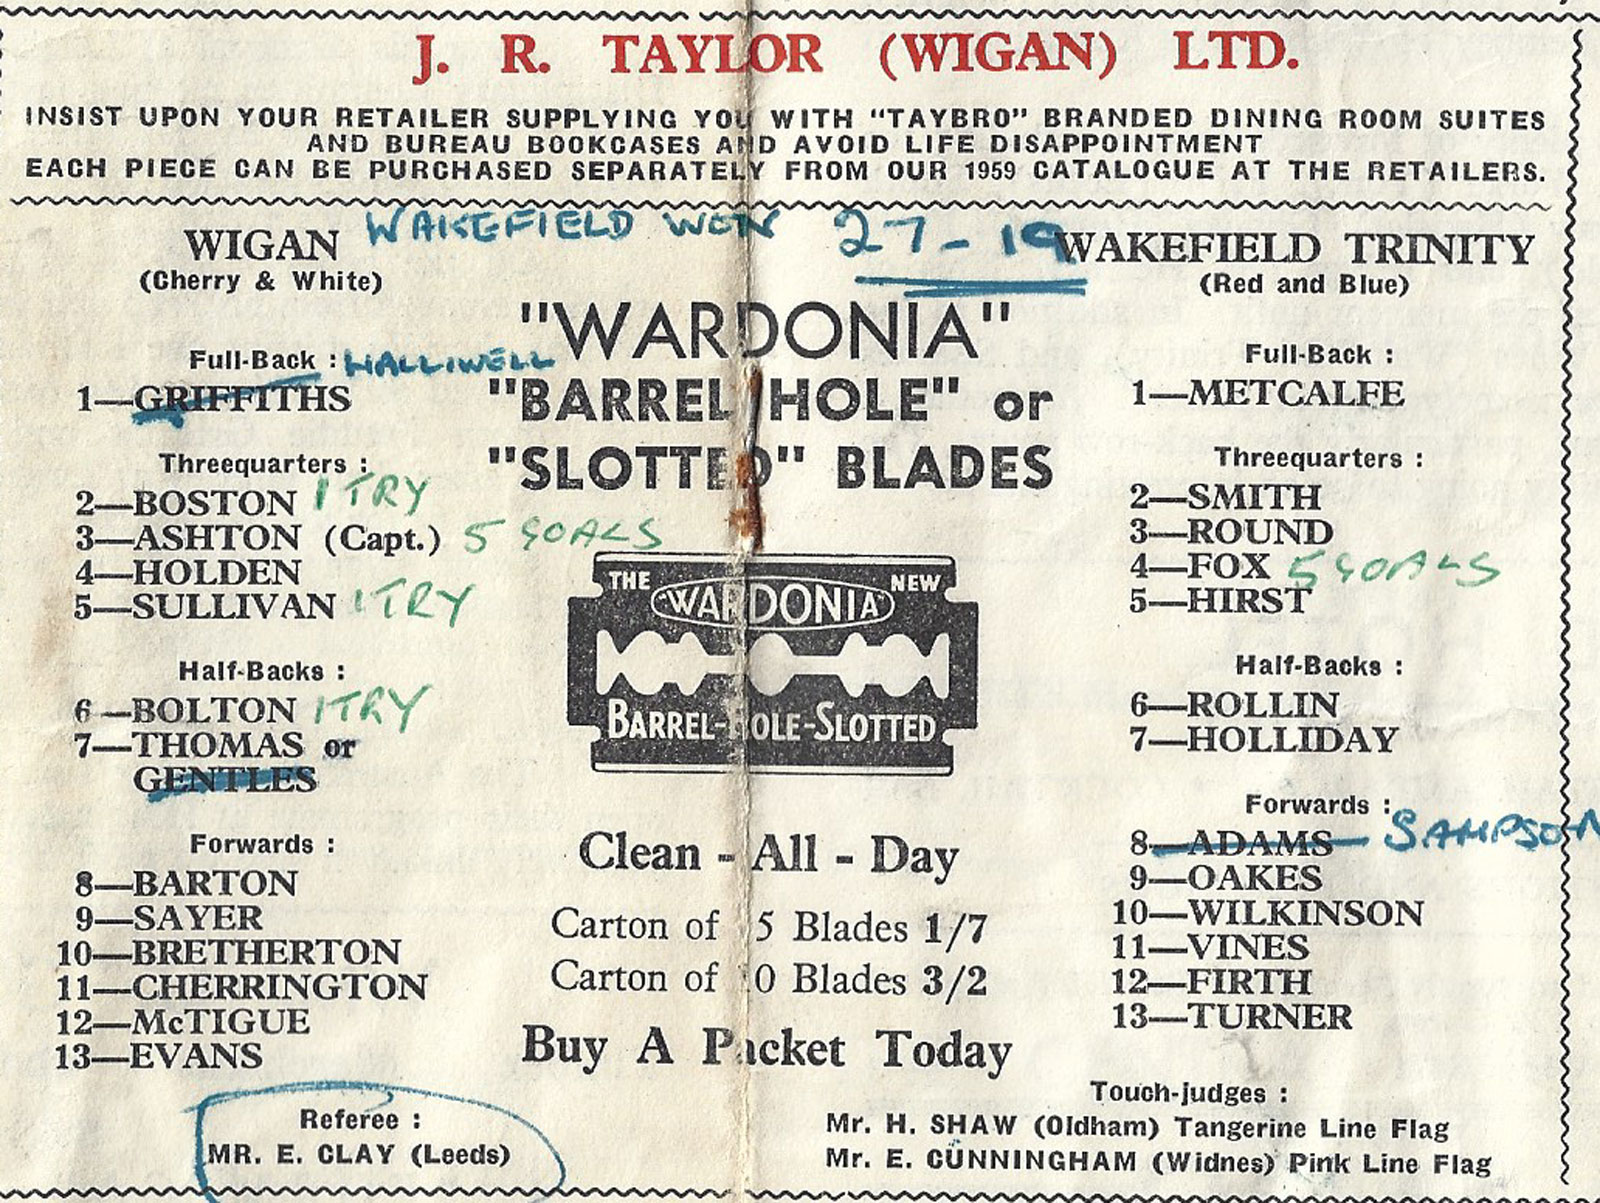 J. R. TAYLOR (WIGAN) LTD.
INSIST UPON YOUR RETAILER SUPPLYING YOU WITH "TAYBRO" BRANDED DINING ROOM SUITES
AND BUREAU BOOKCASES AND AVOID LIFE DISAPPOINTMENT
EACH PIECE CAN BE PURCHASED SEPARATELY FROM OUR 1959 CATALOGUE AT THE RETAILERS.
WAKEFIELD WON 27-19
WIGAN
(Cherry & White)
Full-Back : HALLIWELL
1—GRIFFITHS
Threequarters :
2—BOSTON 1 TRY
3—ASHTON (Capt.) 5 GOALS
4—HOLDEN
5—SULLIVAN 1 TRY
Half-Backs :
6—BOLTON 1 TRY
7—THOMAS or
GENTLES
Forwards :
8—BARTON
9—SAYER
10—BRETHERTON
11—CHERRINGTON
12—McTIGUE
13—EVANS
Referee :
MR. E. CLAY (Leeds)
"WARDONIA"
"BARREL HOLE" or
"SLOTTED" BLADES
THE "WARDONIA" NEW
BARREL-HOLE-SLOTTED
Clean - All - Day
Carton of 5 Blades 1/7
Carton of 0 Blades 3/2
Buy A Packet Today
WAKEFIELD TRINITY
(Red and Blue)
Full-Back :
1—METCALFE
Threequarters :
2—SMITH
3—ROUND
4—FOX 5 GOALS
5—HIRST
Half-Backs :
6—ROLLIN
7—HOLLIDAY
Forwards :
8—ADAMS— SAMPSON
9—OAKES
10—WILKINSON
11—VINES
12—FIRTH
13—TURNER
Touch-judges :
Mr. H. SHAW (Oldham) Tangerine Line Flag
Mr. E. CUNNINGHAM (Widnes) Pink Line Flag